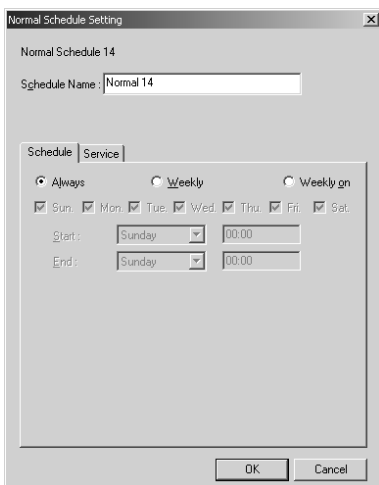 Normal Schedule Setting
Normal Schedule 14
Schedule Name : Normal 14
Schedule Service
Always Weekly Weekly on
Sun. Mon. Tue. Wed. Thu. Fri. Sat.
Start : Sunday 00:00
End : Sunday 00:00
OK Cancel